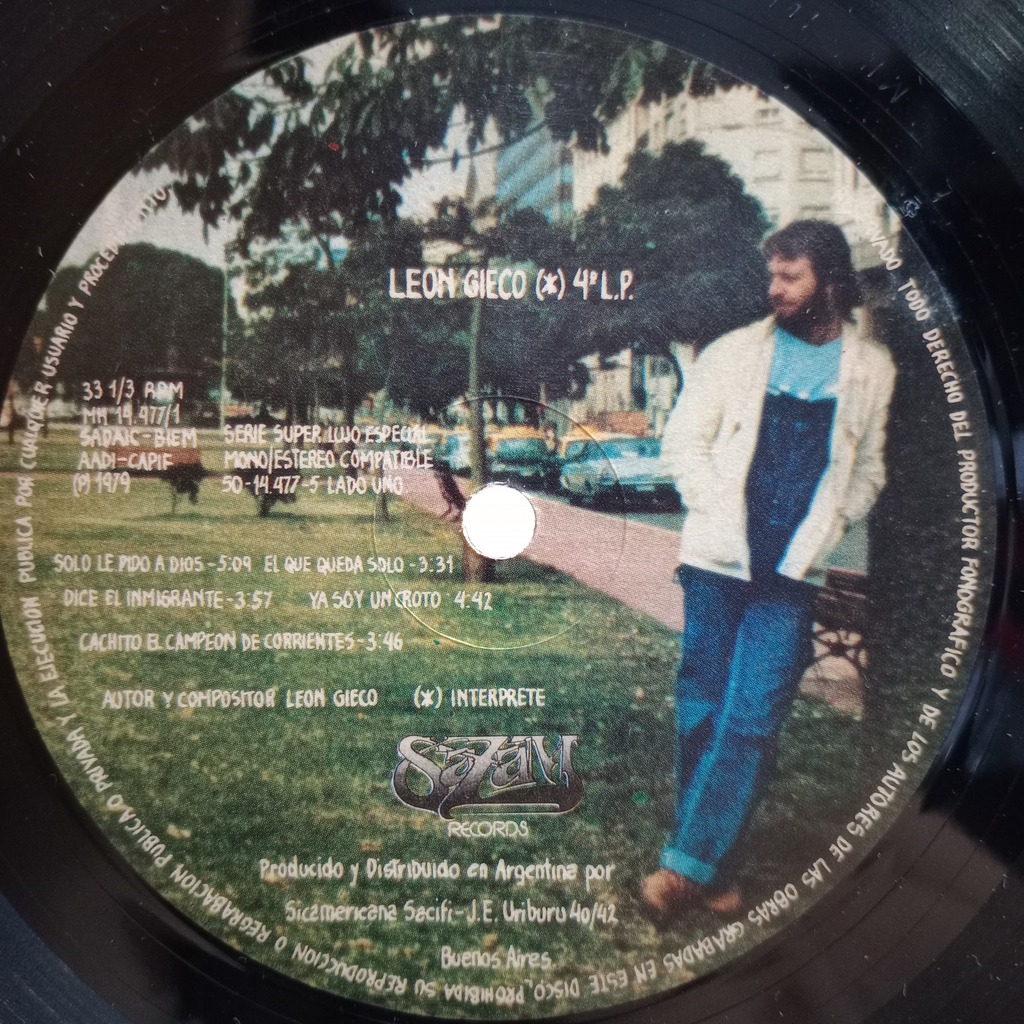 LEON GIECO (*) 4º L.P.
33 1/3 RPM
MH 14.477/1
SADAIC - BIEM
AADI - CAPIF
(P) 1979
SERIE SUPER LUJO ESPECIAL
MONO/ESTEREO COMPATIBLE
50-14.477-5 LADO UNO
SOLO LE PIDO A DIOS - 5:09 EL QUE QUEDA SOLO - 3:31
DICE EL INMIGRANTE - 3:57 YA SOY UN CROTO 4:42
CACHITO EL CAMPEON DE CORRIENTES - 3:46
AUTOR Y COMPOSITOR LEON GIECO (*) INTERPRETE
SAZAM
RECORDS
Producido y Distribuido en Argentina por
Sicamericana Sacifi - J.E. Uriburu 40/42
Buenos Aires
TODO DERECHO DEL PRODUCTOR FONOGRAFICO Y DE LOS AUTORES DE LAS OBRAS GRABADAS EN ESTE DISCO, PROHIBIDA SU REPRODUCCION O REGRABACION PUBLICA O PRIVADA Y LA EJECUCION PUBLICA POR CUALQUIER USUARIO Y